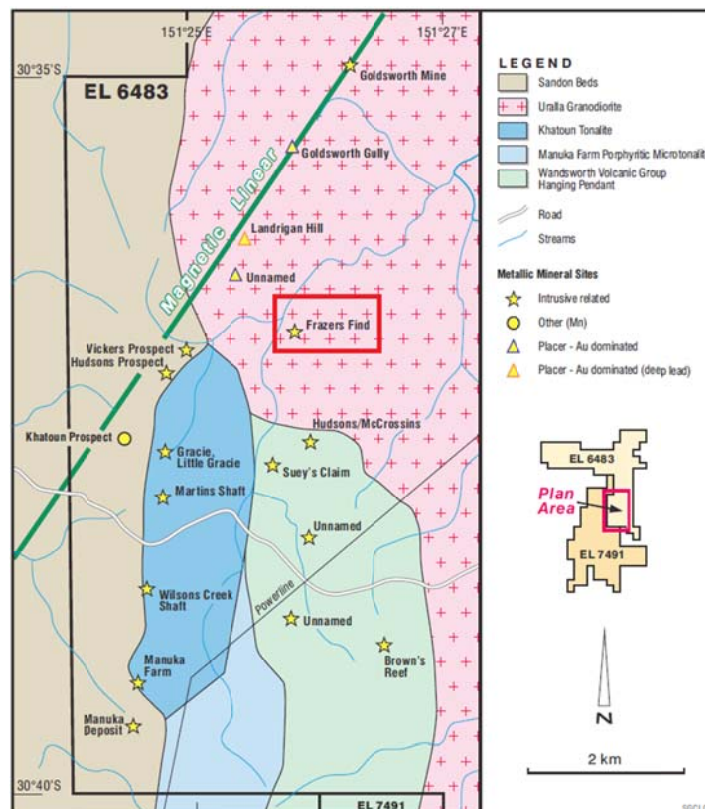 151°25'
151°27'
30°35'S
EL 6483
Goldsworth Mine
Goldsworth Gully
Magnetic Linear
Landrigan Hill
Unnamed
Frazers Find
Vickers Prospect
Hudsons Prospect
Khatoun Prospect
Hudsons/McCrossins
Gracie,
Little Gracie
Suey's Claim
Martins Shaft
Unnamed
Powerline
Wilsons Creek
Shaft
Unnamed
Manuka
Farm
Brown's
Reef
Manuka
Deposit
30°40'S
EL 7491
LEGEND
Sandon Beds
Uralla Granodiorite
Khatoun Tonalite
Manuka Farm Porphyritic Microtonalite
Wandsworth Volcanic Group
Hanging Pendant
Road
Streams
Metallic Mineral Sites
Intrusive related
Other (Mn)
Placer - Au dominated
Placer - Au dominated (deep lead)
EL 6483
Plan
Area
EL 7491
N
2 km